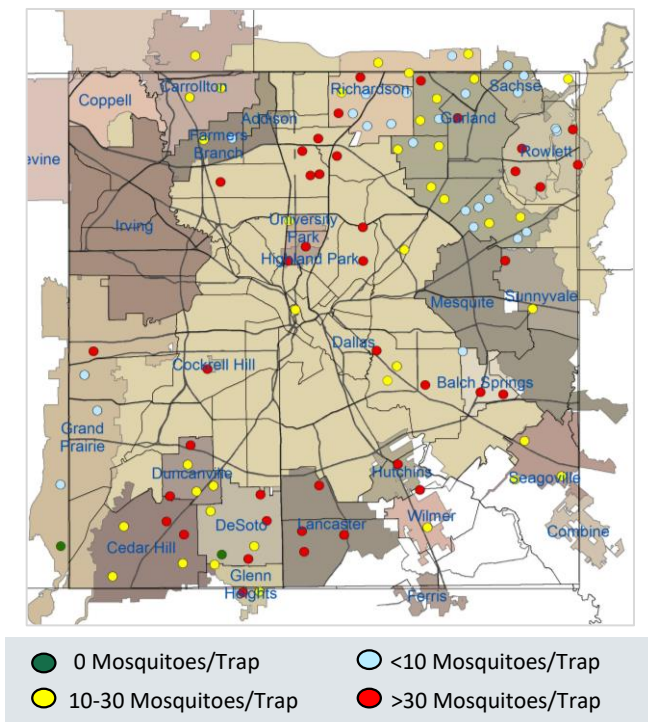 Carrollton
Coppell
Richardson
Sachse
Addison
Garland
Farmers
Branch
evine
Rowlett
Irving
University
Park
Highland Park
Mesquite
Sunnyvale
Dallas
Cockrell Hill
Balch Springs
Grand
Prairie
Duncanville
Hutchins
Seagoville
DeSoto
Lancaster
Wilmer
Combine
Cedar Hill
Glenn
Heights
Ferris
0 Mosquitoes/Trap
<10 Mosquitoes/Trap
10-30 Mosquitoes/Trap
>30 Mosquitoes/Trap